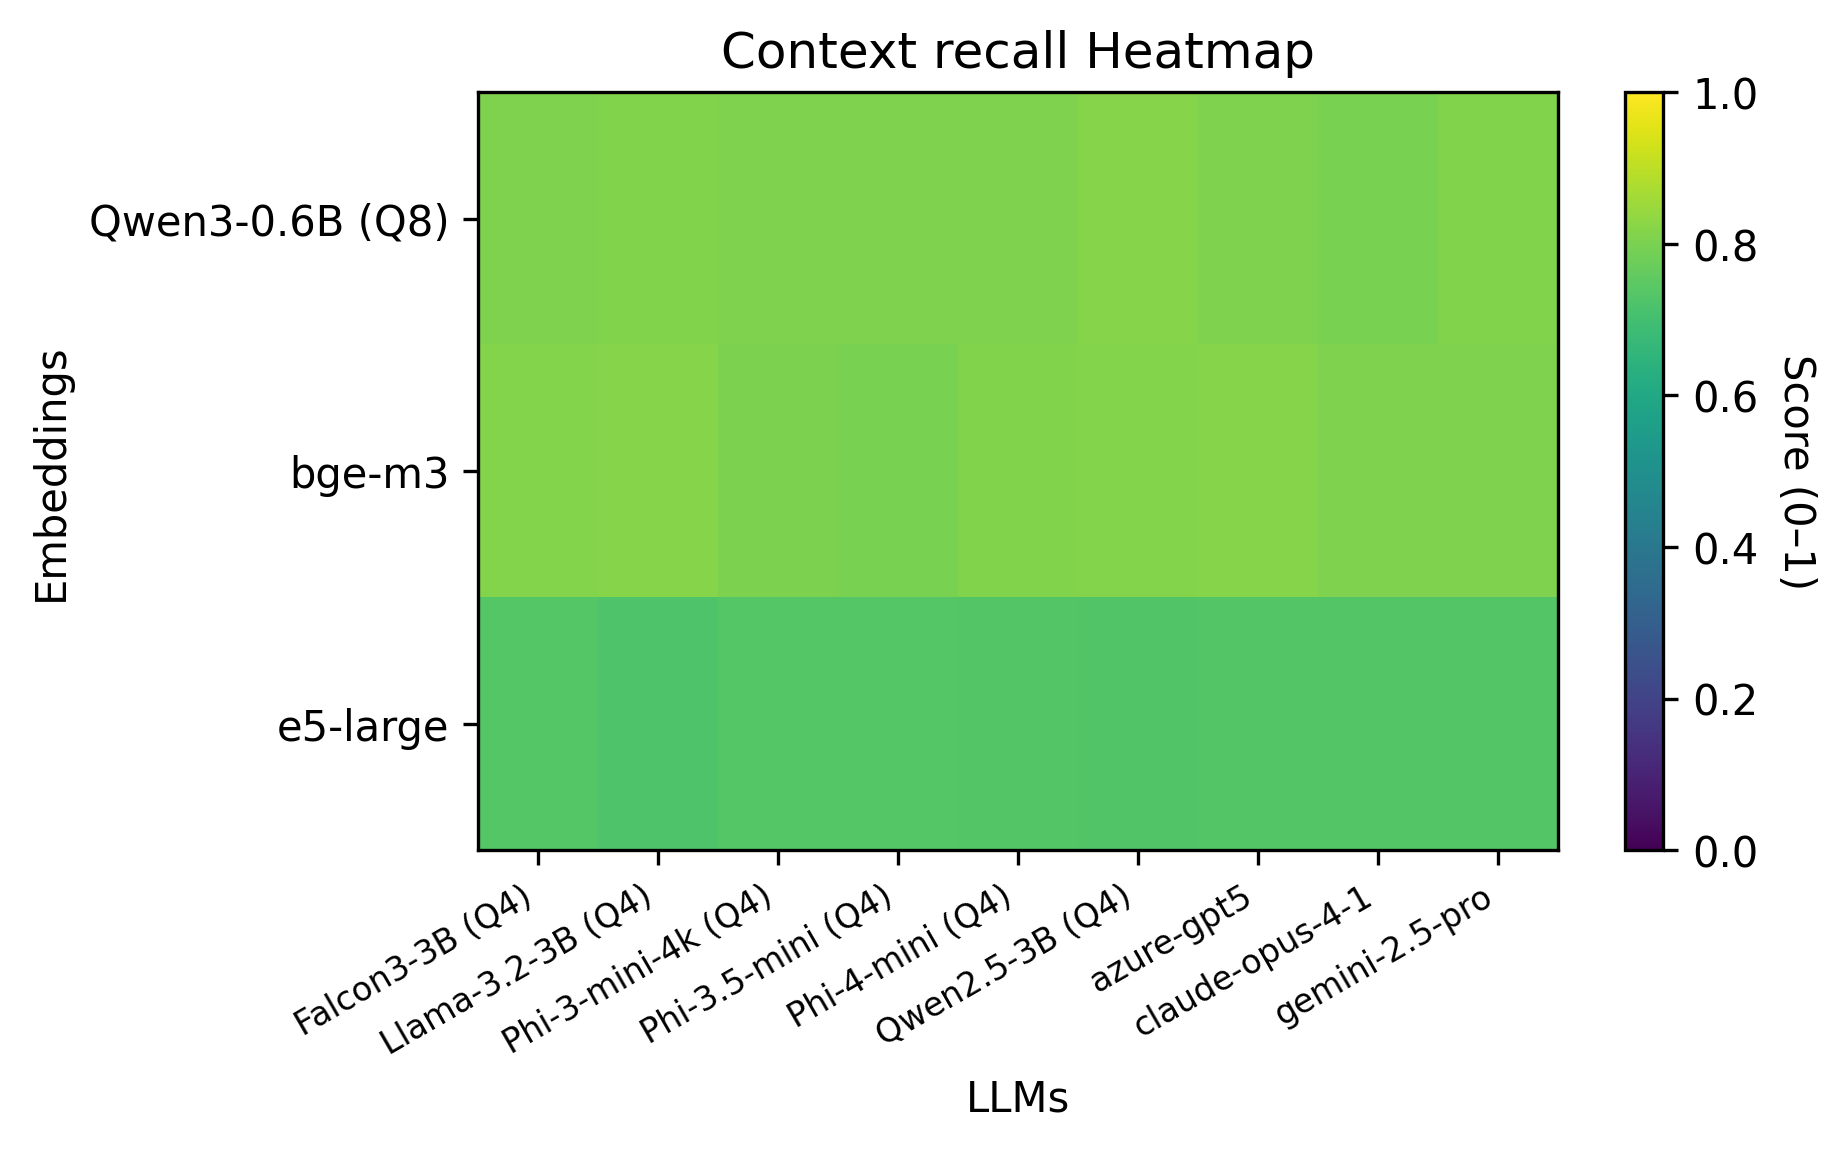 Context recall Heatmap
Embeddings
Qwen3-0.6B (Q8)
bge-m3
e5-large
Falcon3-3B (Q4)
Llama-3.2-3B (Q4)
Phi-3-mini-4k (Q4)
Phi-3.5-mini (Q4)
Phi-4-mini (Q4)
Qwen2.5-3B (Q4)
azure-gpt5
claude-opus-4-1
gemini-2.5-pro
LLMs
1.0
0.8
0.6
0.4
0.2
0.0
Score (0–1)